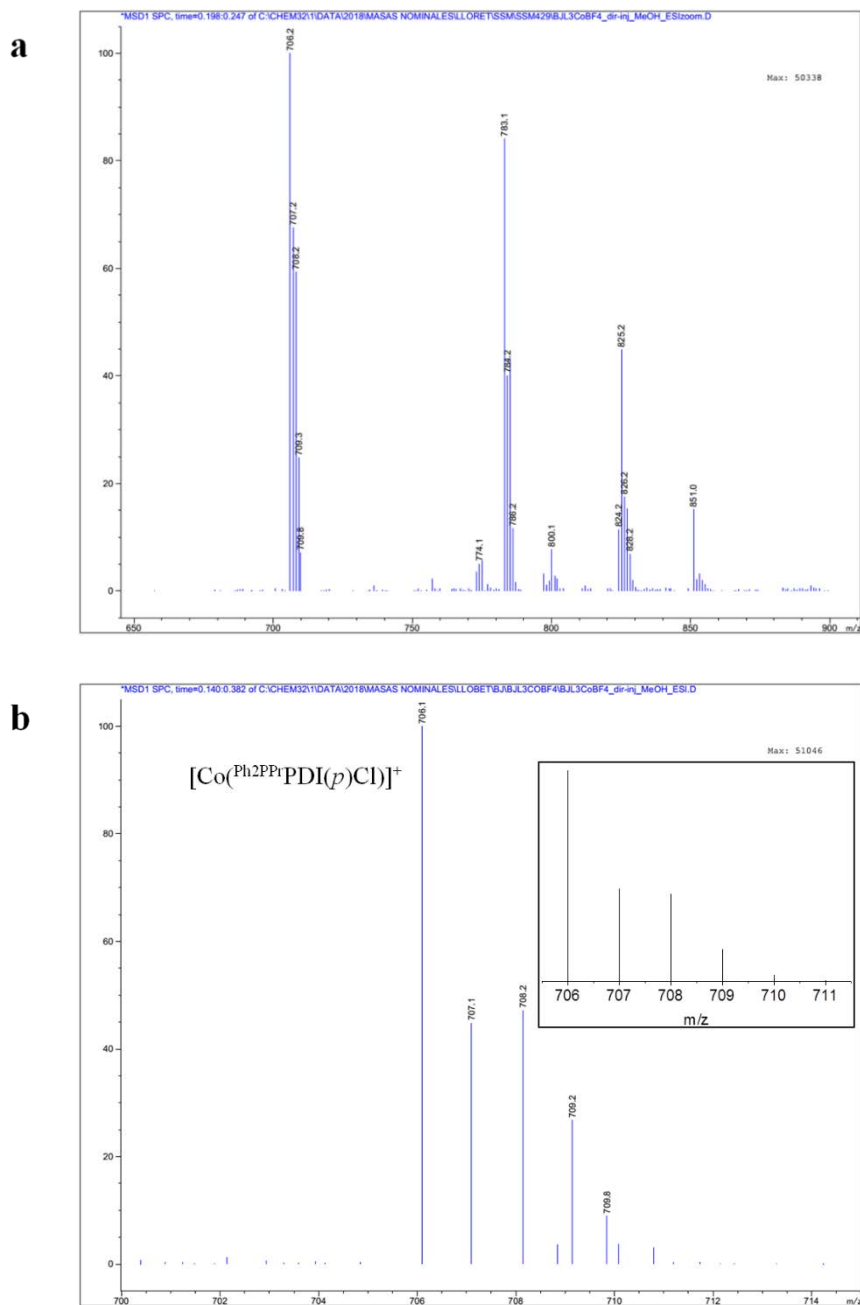 a
*MSD1 SPC, time=0.198:0.247 of C:\CHEM32\1\DATA\2018\MASAS NOMINALES\LLORET\SSM\SSM429\BJL3CoBF4_dir-inj_MeOH_ESIzoom.D
Max: 50338
100
80
60
40
20
0
706.2
707.2
708.2
709.3
709.8
774.1
783.1
784.2
786.2
800.1
824.2
825.2
826.2
828.2
851.0
650 700 750 800 850 900 m/z
b
*MSD1 SPC, time=0.140:0.382 of C:\CHEM32\1\DATA\2018\MASAS NOMINALES\LLOBET\BJ\BJL3COBF4\BJL3CoBF4_dir-inj_MeOH_ESI.D
Max: 51046
[Co(Ph2PPrPDI(p)Cl)]+
100
80
60
40
20
0
706.1
707.1
708.2
709.2
709.8
706 707 708 709 710 711
m/z
700 702 704 706 708 710 712 714 m/z